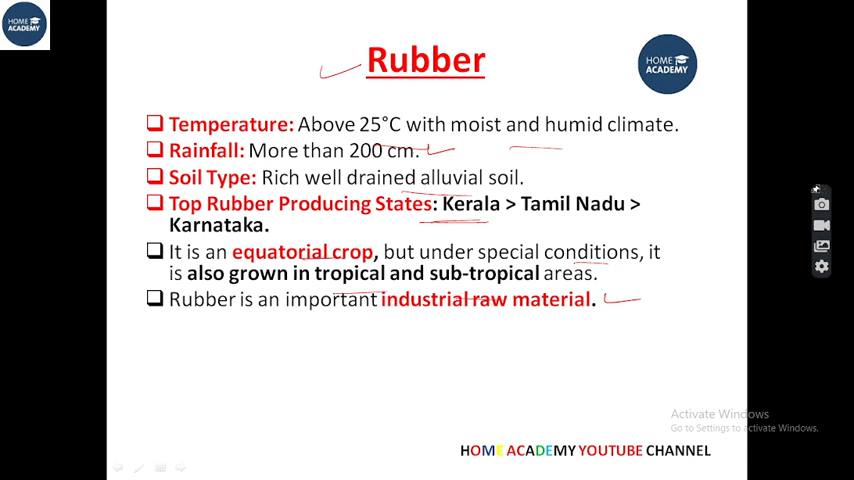 HOME
ACADEMY
Rubber
HOME
ACADEMY
Temperature: Above 25°C with moist and humid climate.
Rainfall: More than 200 cm.
Soil Type: Rich well drained alluvial soil.
Top Rubber Producing States: Kerala > Tamil Nadu >
Karnataka.
It is an equatorial crop, but under special conditions, it
is also grown in tropical and sub-tropical areas.
Rubber is an important industrial raw material.
Activate Windows
Go to Settings to activate Windows.
HOME ACADEMY YOUTUBE CHANNEL